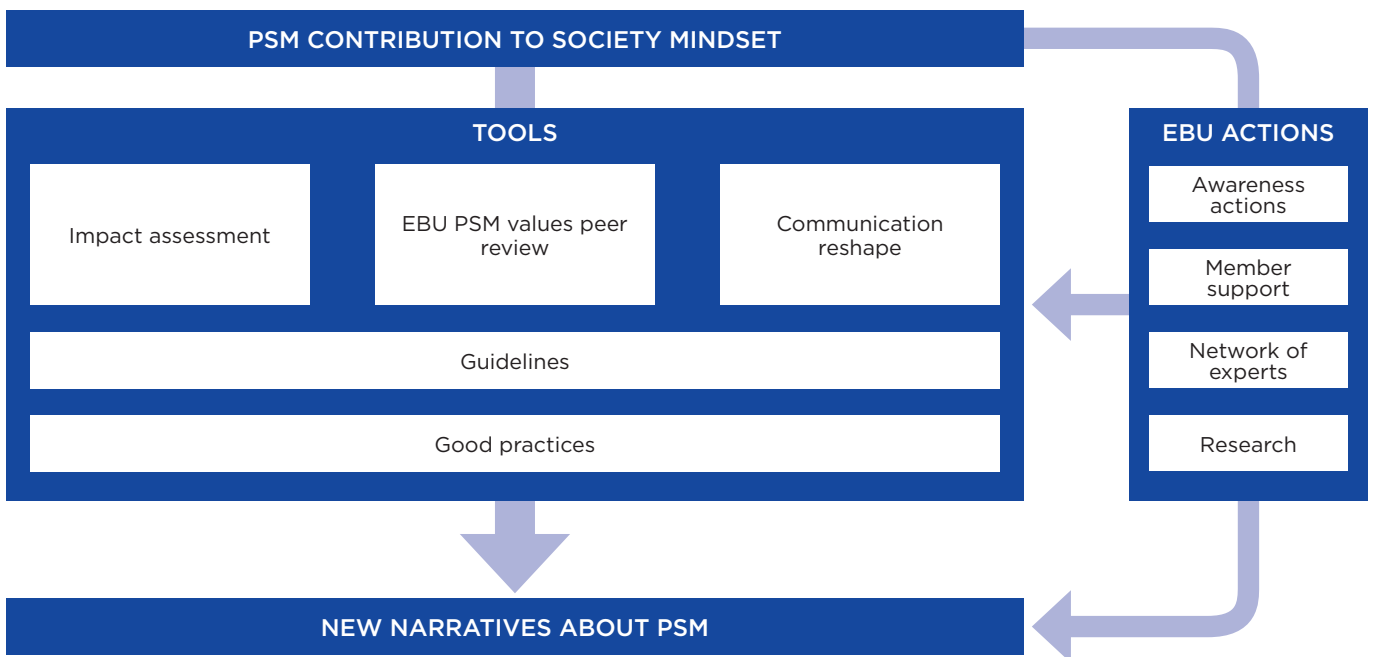 PSM CONTRIBUTION TO SOCIETY MINDSET
TOOLS
Impact assessment
EBU PSM values peer
review
Communication
reshape
Guidelines
Good practices
EBU ACTIONS
Awareness
actions
Member
support
Network of
experts
Research
NEW NARRATIVES ABOUT PSM